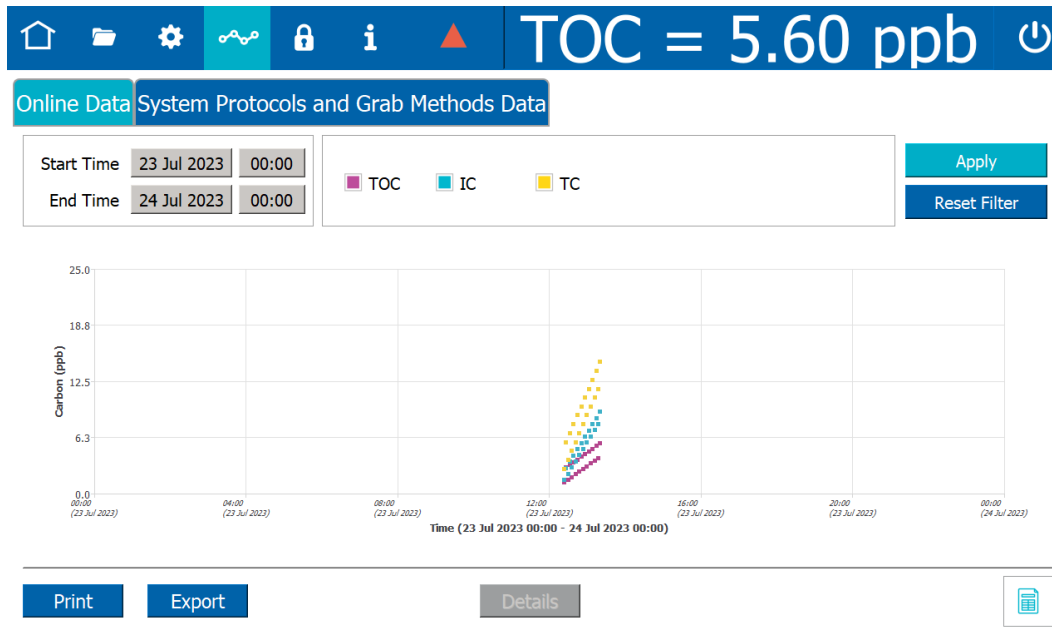 TOC = 5.60 ppb
Online Data System Protocols and Grab Methods Data
Start Time 23 Jul 2023 00:00
End Time 24 Jul 2023 00:00
TOC IC TC
Apply
Reset Filter
25.0
18.8
12.5
6.3
0.0
Carbon (ppb)
00:00 04:00 08:00 12:00 16:00 20:00 00:00
(23 Jul 2023) (23 Jul 2023) (23 Jul 2023) (23 Jul 2023) (23 Jul 2023) (23 Jul 2023) (24 Jul 2023)
Time (23 Jul 2023 00:00 - 24 Jul 2023 00:00)
Print Export Details